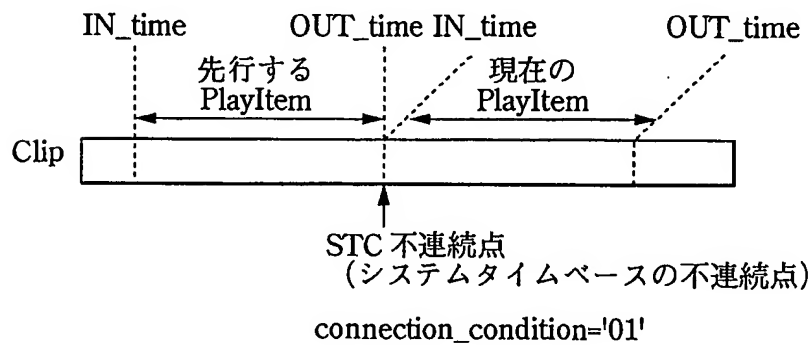 IN_time OUT_time IN_time OUT_time
先行する
PlayItem
現在の
PlayItem
Clip
STC 不連続点
(システムタイムベースの不連続点)
connection_condition='01'